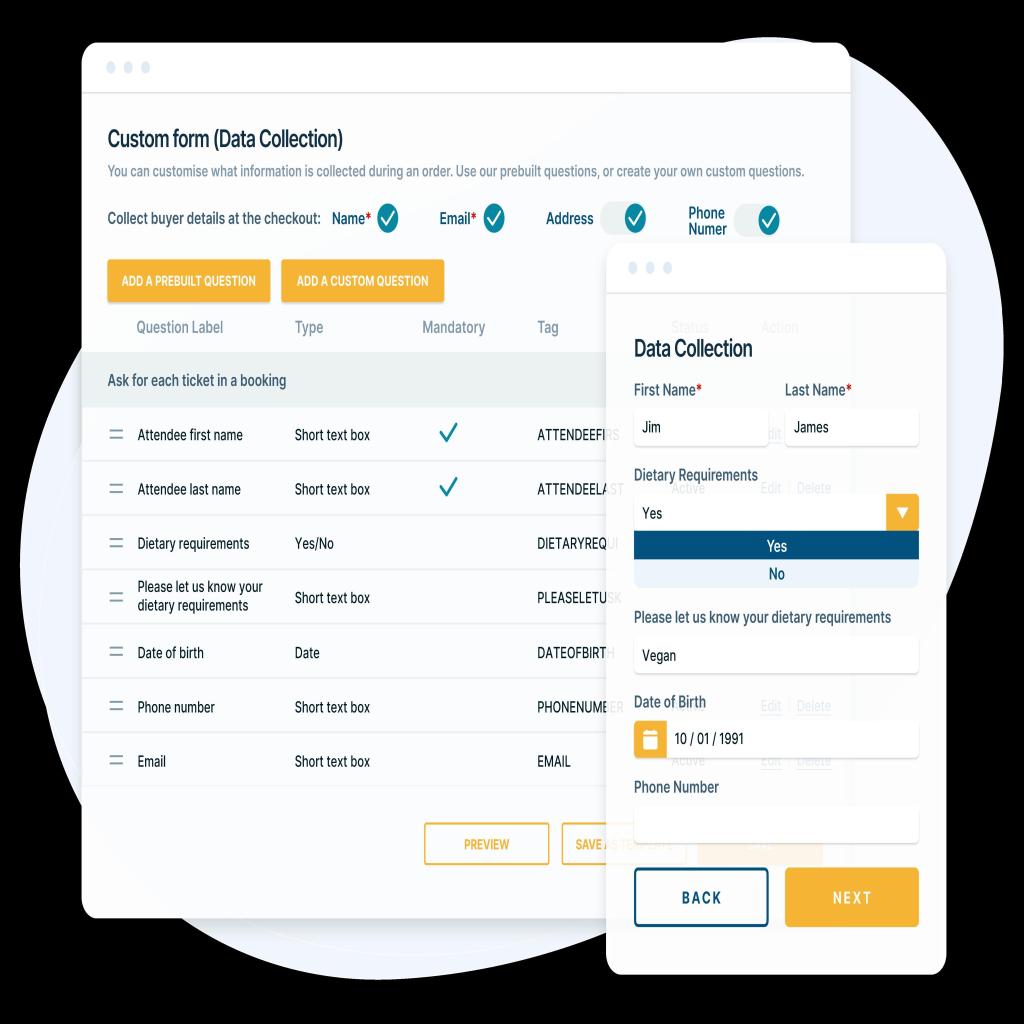 Custom form (Data Collection)
You can customise what information is collected during an order. Use our prebuilt questions, or create your own custom questions.
Collect buyer details at the checkout: Name* Email* Address Phone
Numer
ADD A PREBUILT QUESTION ADD A CUSTOM QUESTION
Question Label Type Mandatory Tag Status Action
Ask for each ticket in a booking
Attendee first name Short text box ATTENDEEFIRS
Attendee last name Short text box ATTENDEELAST Active Edit Delete
Dietary requirements Yes/No DIETARYREQUI
Please let us know your
dietary requirements Short text box PLEASELETUSK
Date of birth Date DATEOFBIRTH
Phone number Short text box PHONENUMBER Edit Delete
Email Short text box EMAIL Active Edit Delete
PREVIEW SAVE AS TEMPLATE
Data Collection
First Name* Last Name*
Jim James
Dietary Requirements
Yes
Yes
No
Please let us know your dietary requirements
Vegan
Date of Birth
10 / 01 / 1991
Phone Number
BACK NEXT